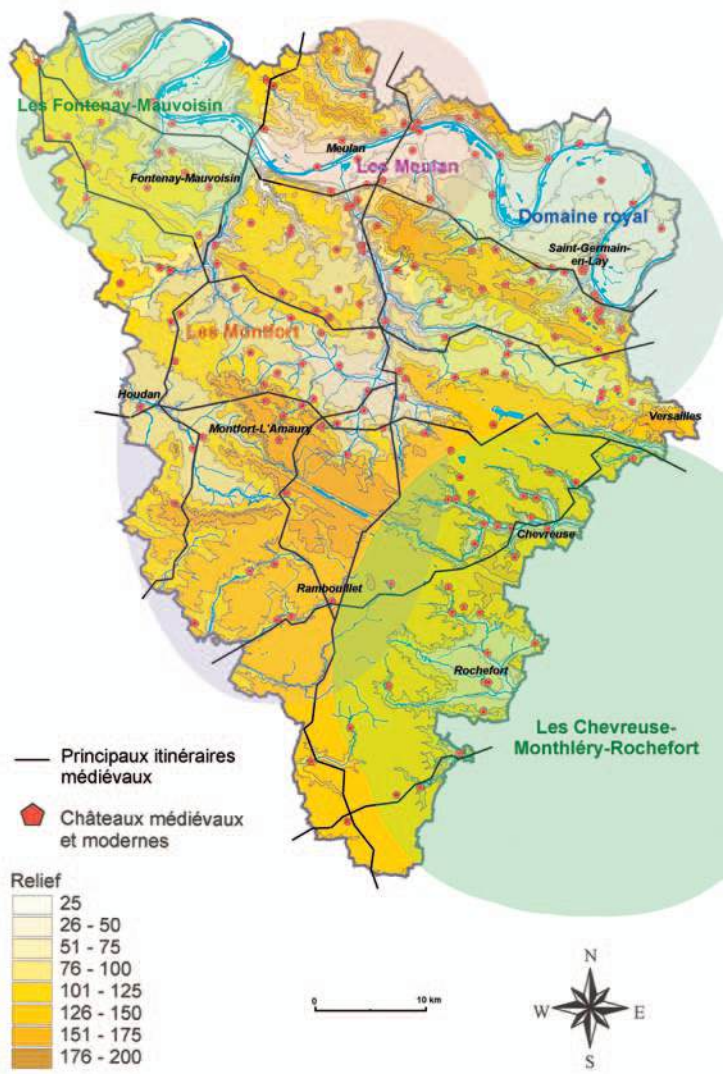 Les Fontenay-Mauvoisin
Meulan
Les Meulan
Fontenay-Mauvoisin
Domaine royal
Saint-Germain-
en-Lay
Les Montfort
Houdan
Montfort-L'Amaury
Versailles
Chevreuse
Rambouillet
Rochefort
Les Chevreuse-
Monthléry-Rochefort
Principaux itinéraires
médiévaux
Châteaux médiévaux
et modernes
Relief
25
26 - 50
51 - 75
76 - 100
101 - 125
126 - 150
151 - 175
176 - 200
0 10 km
N
W E
S